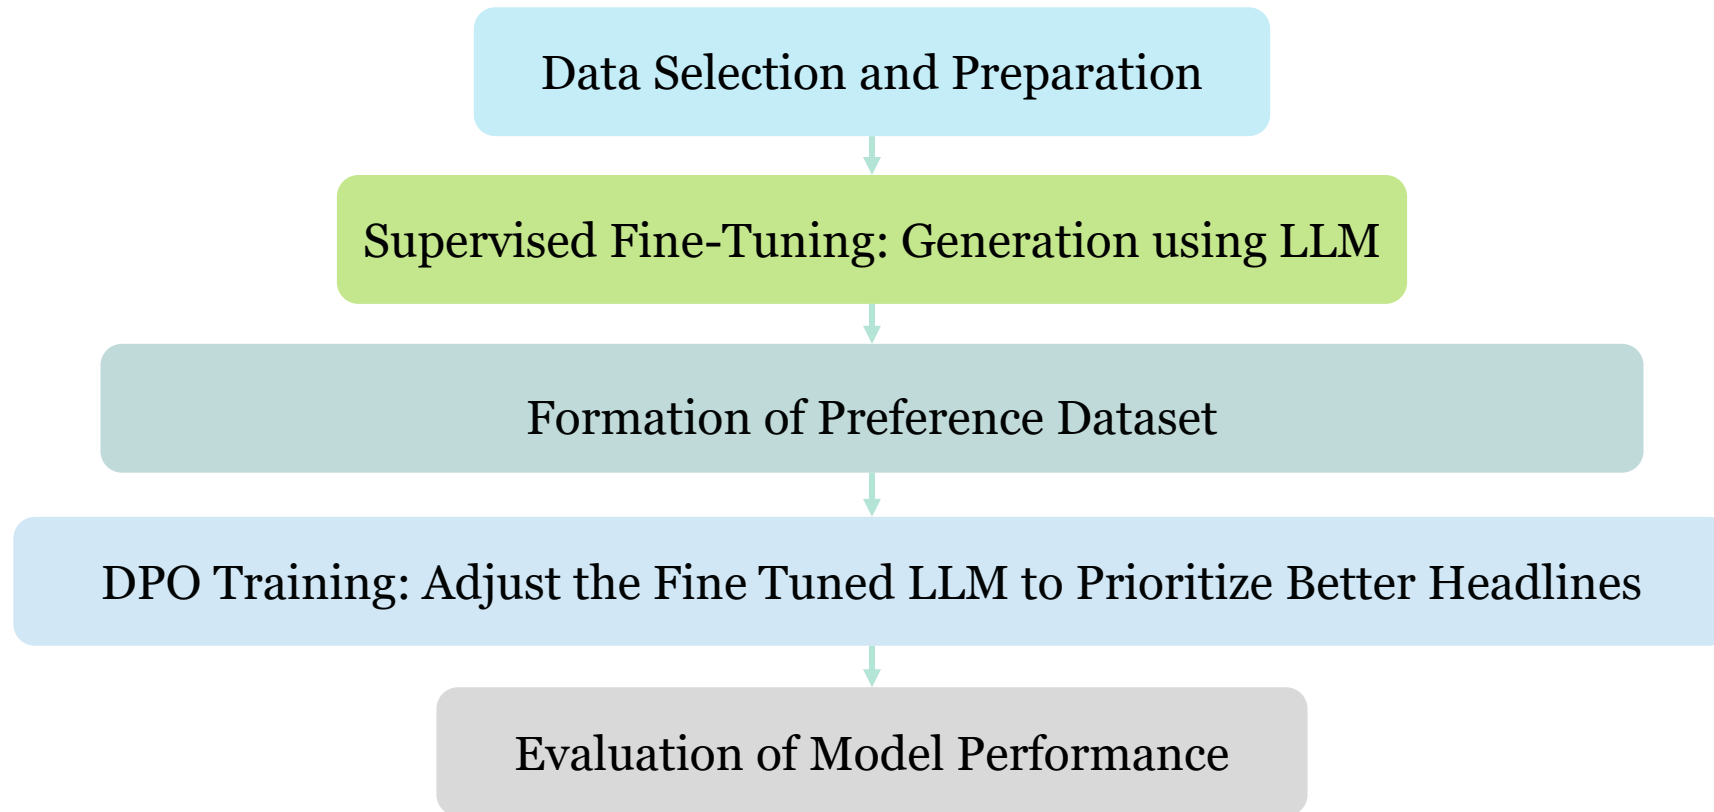 Data Selection and Preparation
Supervised Fine-Tuning: Generation using LLM
Formation of Preference Dataset
DPO Training: Adjust the Fine Tuned LLM to Prioritize Better Headlines
Evaluation of Model Performance